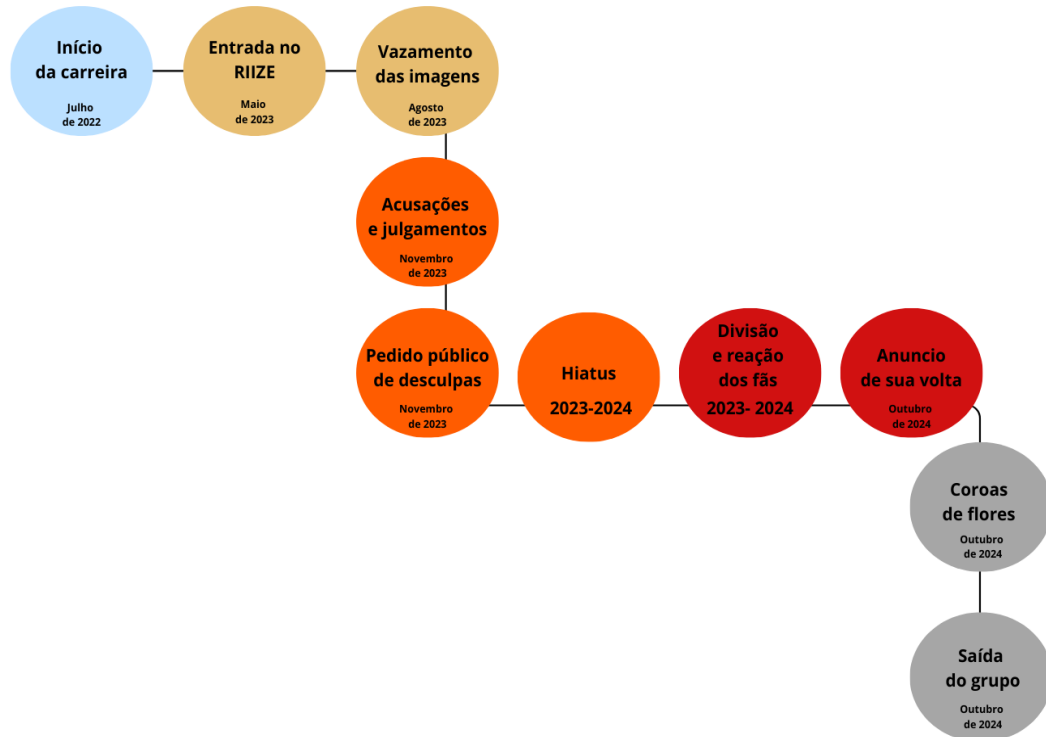 Início
da carreira
Julho
de 2022
Entrada no
RIIZE
Maio
de 2023
Vazamento
das imagens
Agosto
de 2023
Acusações
e julgamentos
Novembro
de 2023
Pedido público
de desculpas
Novembro
de 2023
Hiatus
2023-2024
Divisão
e reação
dos fãs
2023- 2024
Anuncio
de sua volta
Outubro
de 2024
Coroas
de flores
Outubro
de 2024
Saída
do grupo
Outubro
de 2024